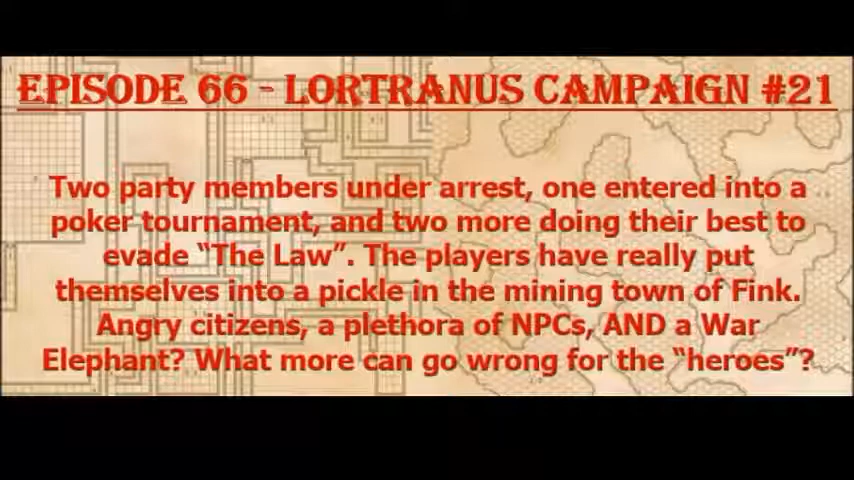 EPISODE 66 - LORTRANUS CAMPAIGN #21
Two party members under arrest, one entered into a
poker tournament, and two more doing their best to
evade “The Law”. The players have really put
themselves into a pickle in the mining town of Fink.
Angry citizens, a plethora of NPCs, AND a War
Elephant? What more can go wrong for the “heroes”?